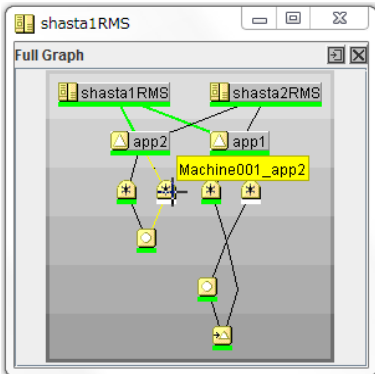 shasta1RMS
Full Graph
shasta1RMS shasta2RMS
app2 app1
Machine001_app2